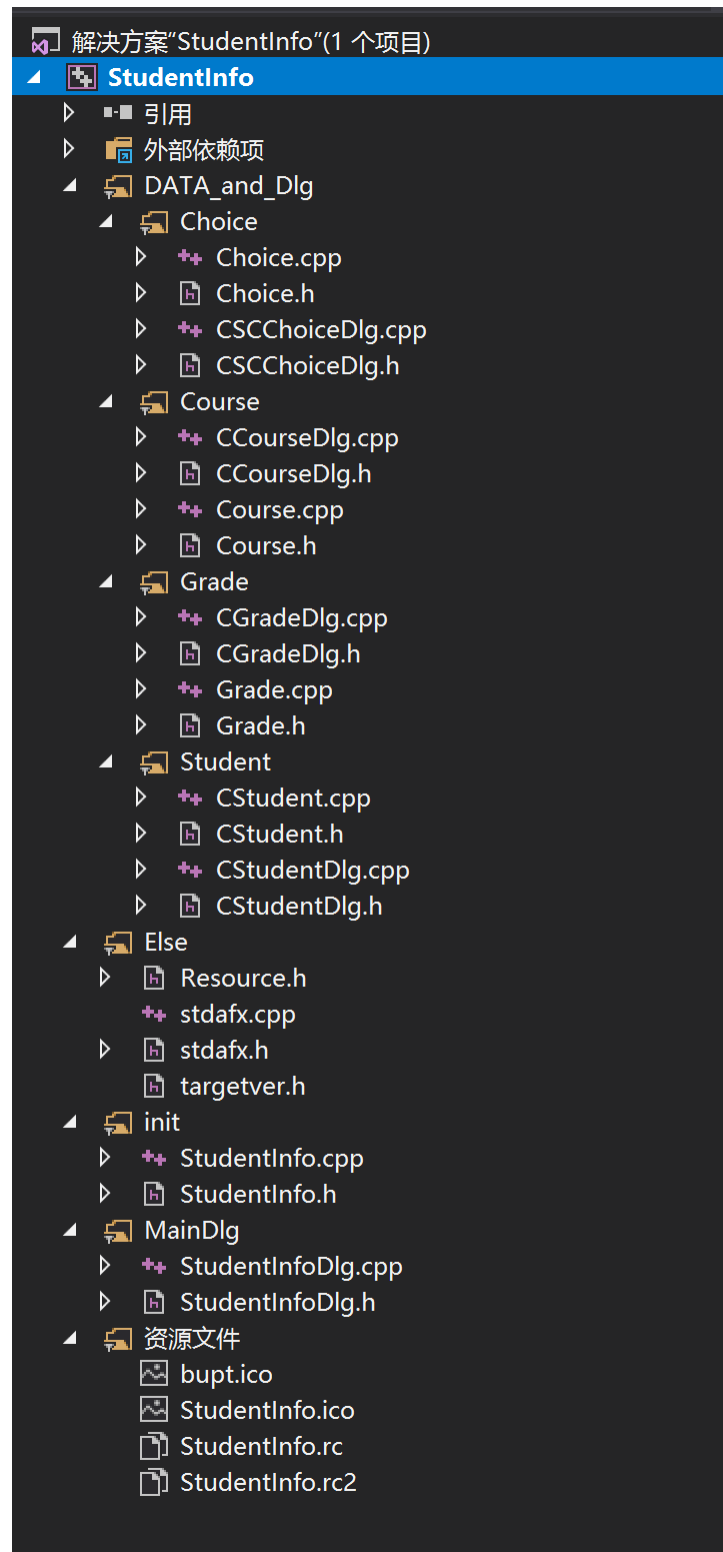 解决方案“StudentInfo”(1 个项目)
StudentInfo
引用
外部依赖项
DATA_and_Dlg
Choice
Choice.cpp
Choice.h
CSCChoiceDlg.cpp
CSCChoiceDlg.h
Course
CCourseDlg.cpp
CCourseDlg.h
Course.cpp
Course.h
Grade
CGradeDlg.cpp
CGradeDlg.h
Grade.cpp
Grade.h
Student
CStudent.cpp
CStudent.h
CStudentDlg.cpp
CStudentDlg.h
Else
Resource.h
stdafx.cpp
stdafx.h
targetver.h
init
StudentInfo.cpp
StudentInfo.h
MainDlg
StudentInfoDlg.cpp
StudentInfoDlg.h
资源文件
bupt.ico
StudentInfo.ico
StudentInfo.rc
StudentInfo.rc2